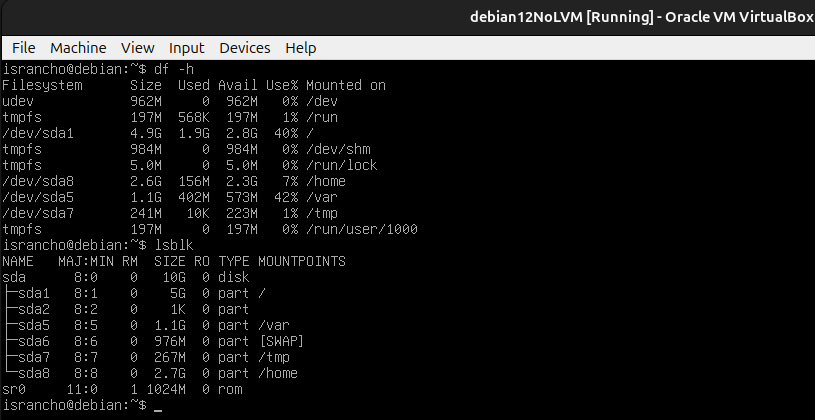 debian12NoLVM [Running] - Oracle VM VirtualBox
File Machine View Input Devices Help
israncho@debian:~$ df -h
Filesystem      Size  Used Avail Use% Mounted on
udev            962M     0  962M   0% /dev
tmpfs           197M  568K  197M   1% /run
/dev/sda1       4.9G  1.9G  2.8G  40% /
tmpfs           984M     0  984M   0% /dev/shm
tmpfs           5.0M     0  5.0M   0% /run/lock
/dev/sda8       2.6G  156M  2.3G   7% /home
/dev/sda5       1.1G  402M  573M  42% /var
/dev/sda7       241M   10K  223M   1% /tmp
tmpfs           197M     0  197M   0% /run/user/1000
israncho@debian:~$ lsblk
NAME   MAJ:MIN RM  SIZE RO TYPE MOUNTPOINTS
sda      8:0    0   10G  0 disk
├─sda1   8:1    0    5G  0 part /
├─sda2   8:2    0    1K  0 part
├─sda5   8:5    0  1.1G  0 part /var
├─sda6   8:6    0  976M  0 part [SWAP]
├─sda7   8:7    0  267M  0 part /tmp
└─sda8   8:8    0  2.7G  0 part /home
sr0     11:0    1 1024M  0 rom
israncho@debian:~$ _